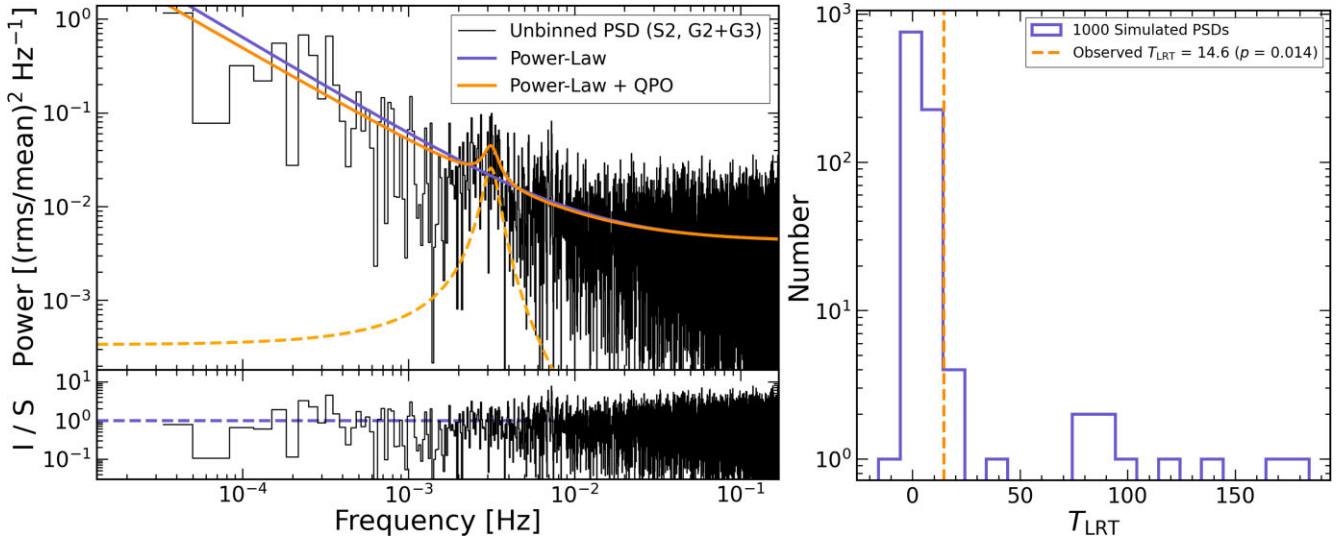 Unbinned PSD (S2, G2+G3)
Power-Law
Power-Law + QPO
Power [(rms/mean)² Hz⁻¹]
10⁰
10⁻¹
10⁻²
10⁻³
I / S
10¹
10⁰
10⁻¹
10⁻⁴
10⁻³
10⁻²
10⁻¹
Frequency [Hz]
1000 Simulated PSDs
Observed T_LRT = 14.6 (p = 0.014)
Number
10³
10²
10¹
10⁰
0
50
100
150
T_LRT